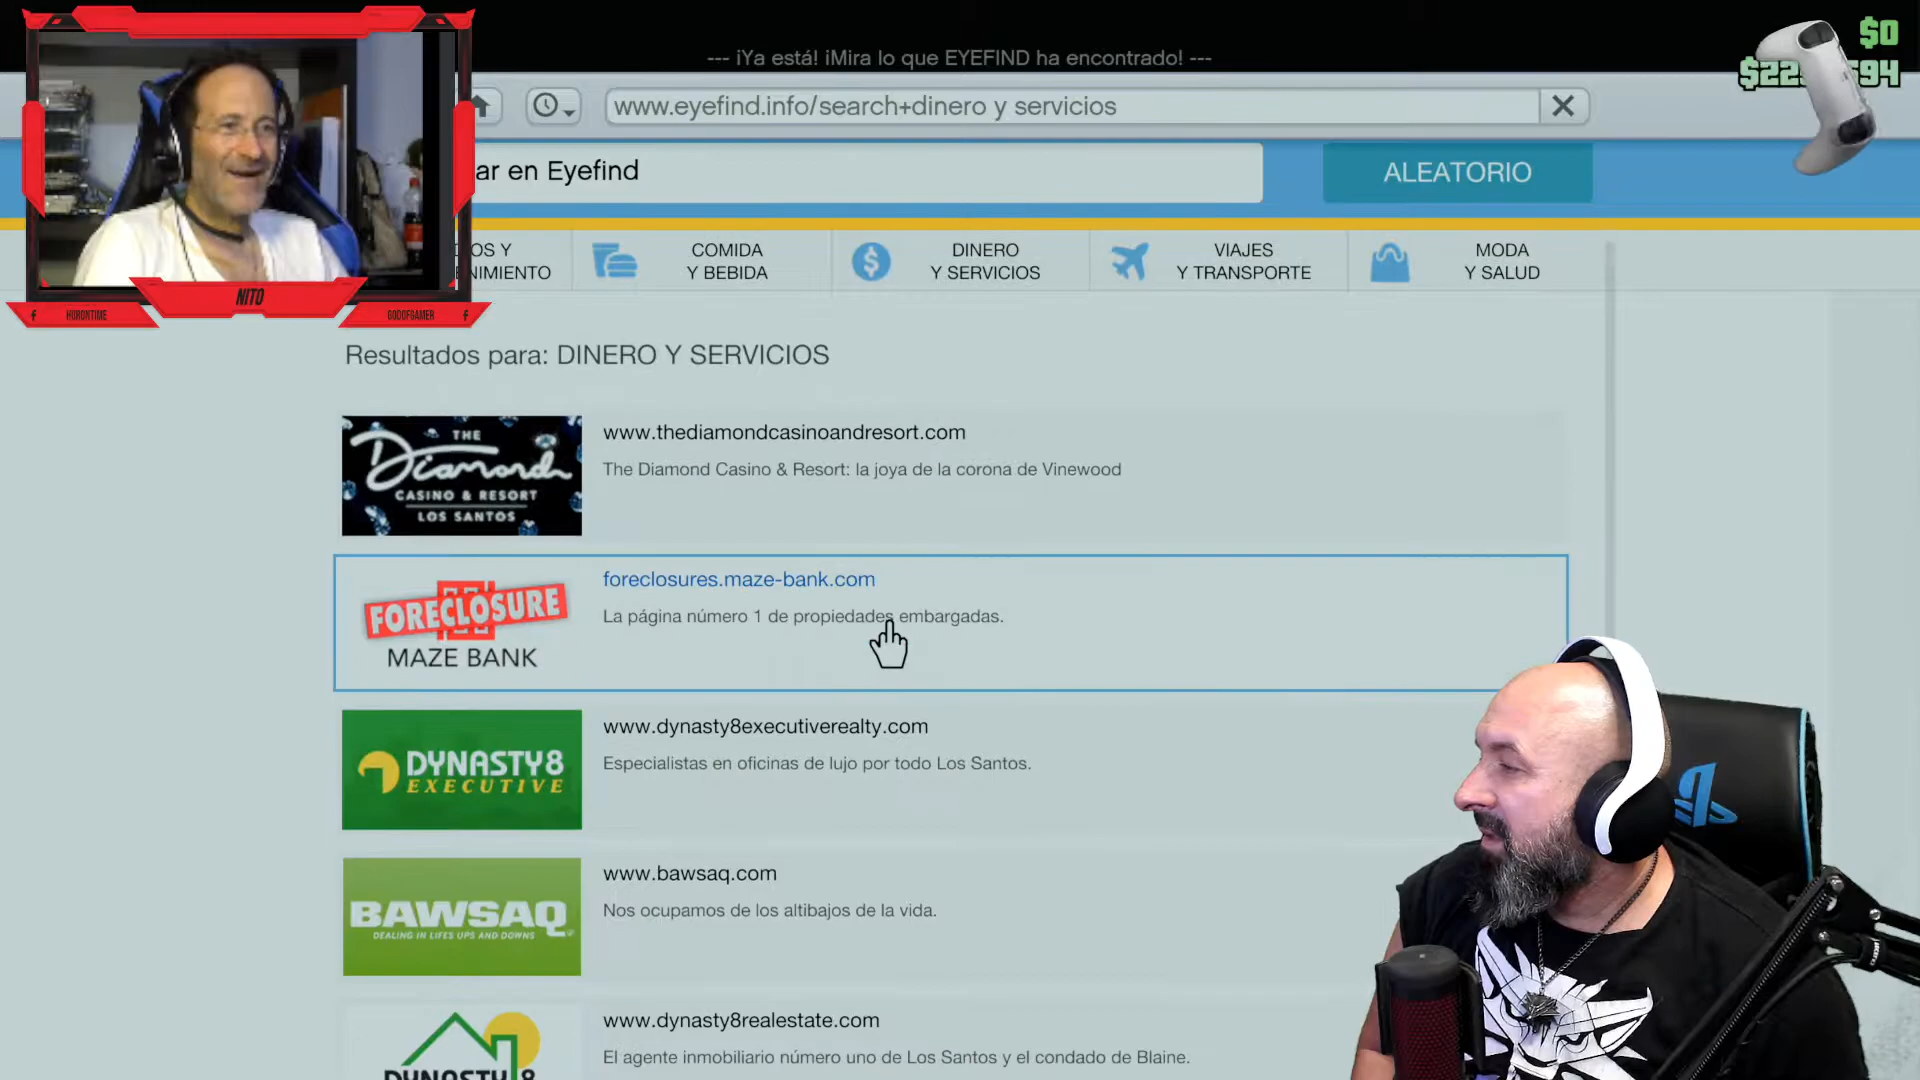 --- ¡Ya está! ¡Mira lo que EYEFIND ha encontrado! ---
$0
www.eyefind.info/search+dinero y servicios
ar en Eyefind
ALEATORIO
COMIDA
Y BEBIDA
DINERO
Y SERVICIOS
VIAJES
Y TRANSPORTE
MODA
Y SALUD
NITO
HORONTIME
GODOFGAMER
Resultados para: DINERO Y SERVICIOS
THE
Diamond
CASINO & RESORT
LOS SANTOS
www.thediamondcasinoandresort.com
The Diamond Casino & Resort: la joya de la corona de Vinewood
FORECLOSURE
MAZE BANK
foreclosures.maze-bank.com
La página número 1 de propiedades embargadas.
DYNASTY8
EXECUTIVE
www.dynasty8executiverealty.com
Especialistas en oficinas de lujo por todo Los Santos.
BAWSAQ
DEALING IN LIFES UPS AND DOWNS
www.bawsaq.com
Nos ocupamos de los altibajos de la vida.
DYNASTY 8
www.dynasty8realestate.com
El agente inmobiliario número uno de Los Santos y el condado de Blaine.